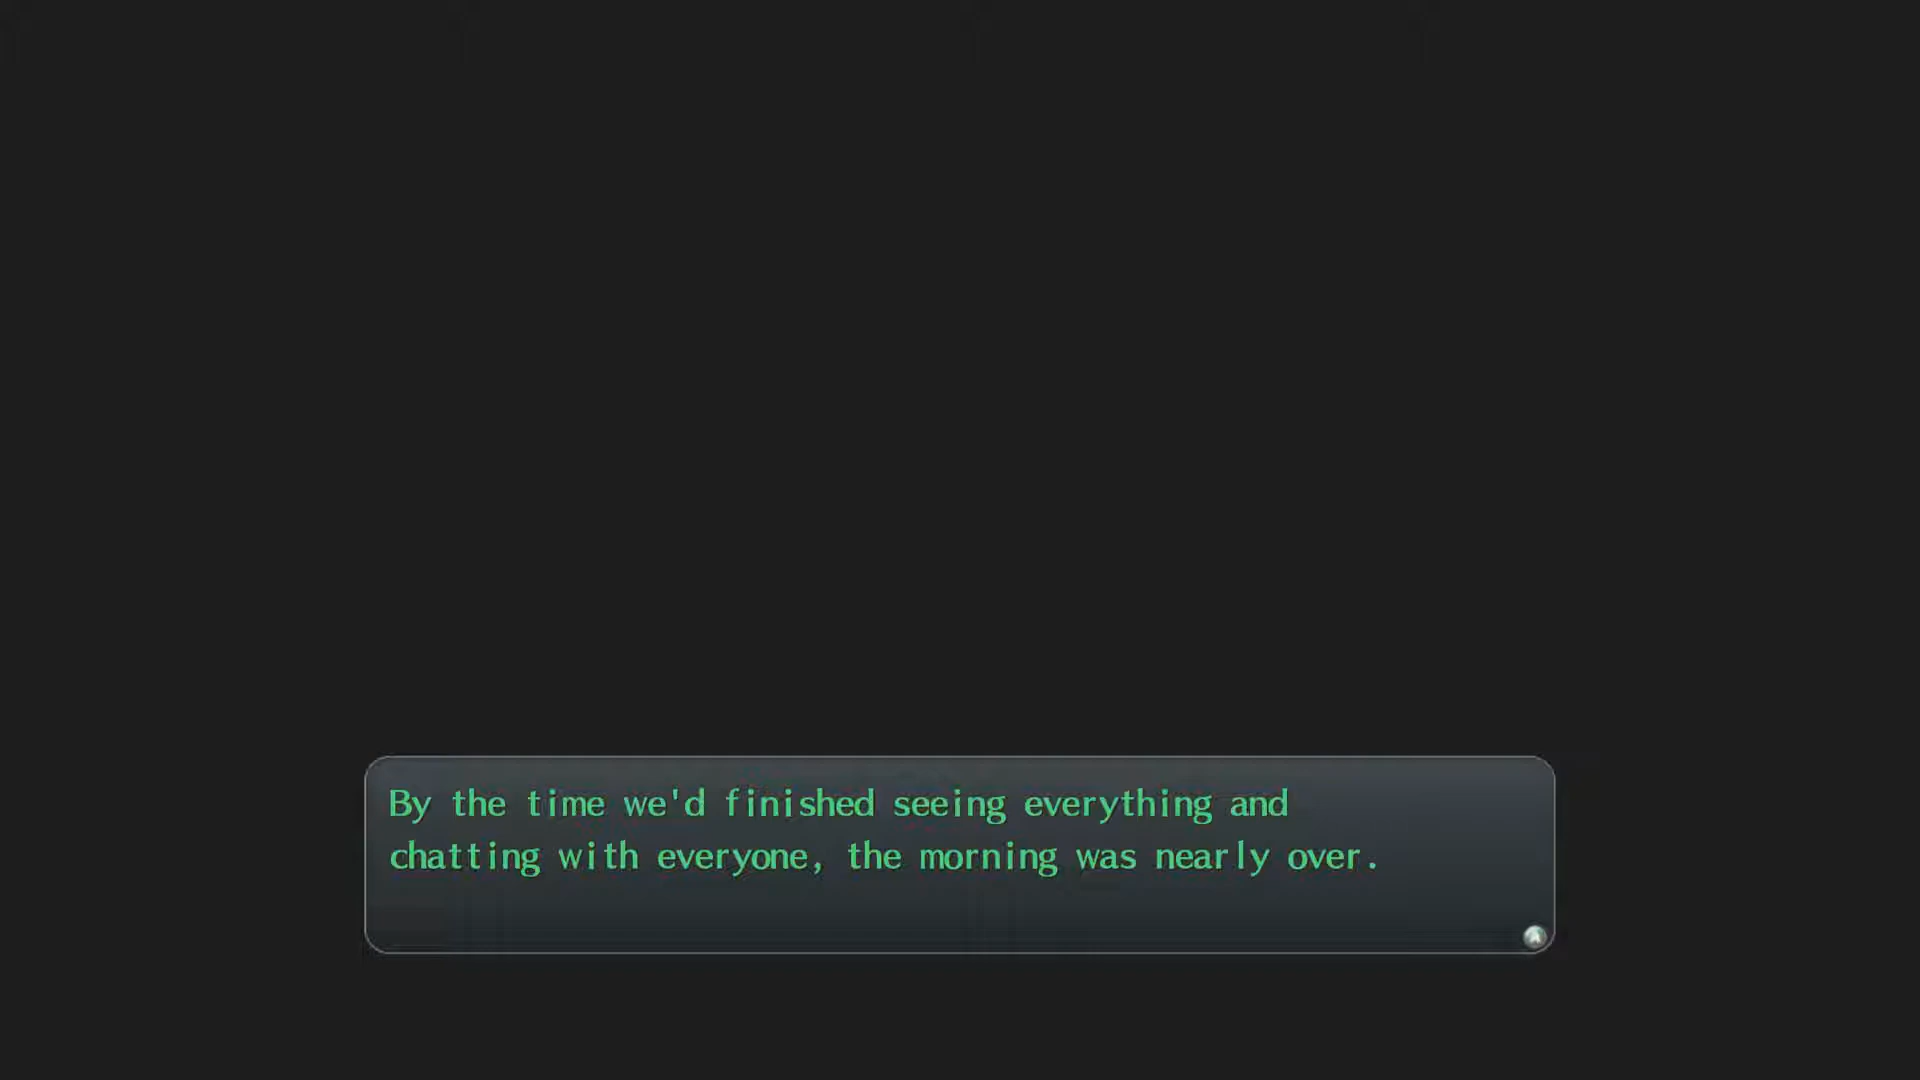 By the time we'd finished seeing everything and
chatting with everyone, the morning was nearly over.